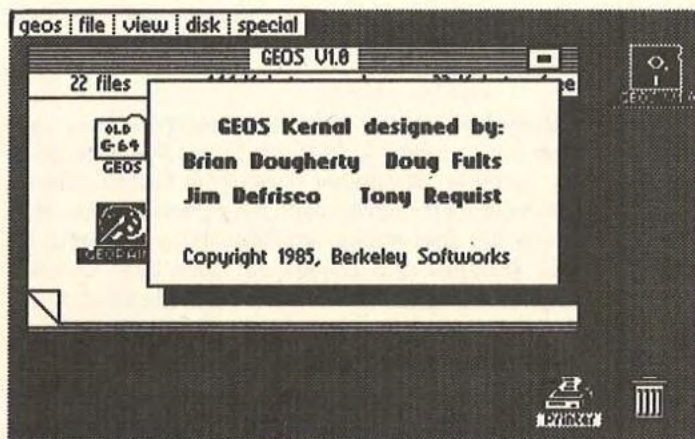 geos file view disk special
GEOS V1.0
22 files
GEOS Kernal designed by:
Brian Dougherty Doug Fults
Jim Defrisco Tony Requist
Copyright 1985, Berkeley Softworks
OLD
C-64
GEOS
Printer